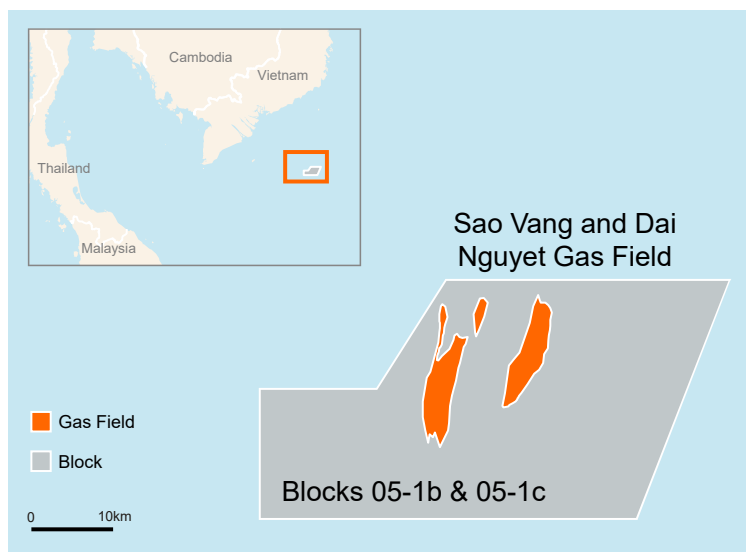 Cambodia
Vietnam
Thailand
Malaysia
Sao Vang and Dai
Nguyet Gas Field
Gas Field
Block
Blocks 05-1b & 05-1c
0 10km